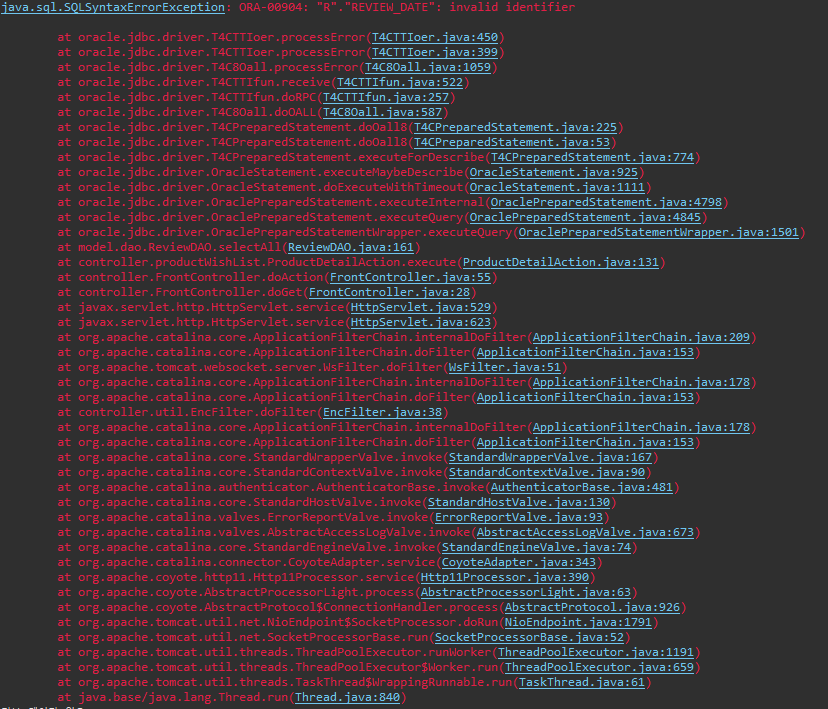 java.sql.SQLSyntaxErrorException: ORA-00904: "R"."REVIEW_DATE": invalid identifier
at oracle.jdbc.driver.T4CTTIoer.processError(T4CTTIoer.java:450)
at oracle.jdbc.driver.T4CTTIoer.processError(T4CTTIoer.java:399)
at oracle.jdbc.driver.T4C8Oall.processError(T4C8Oall.java:1059)
at oracle.jdbc.driver.T4CTTIfun.receive(T4CTTIfun.java:522)
at oracle.jdbc.driver.T4CTTIfun.doRPC(T4CTTIfun.java:257)
at oracle.jdbc.driver.T4C8Oall.doOALL(T4C8Oall.java:587)
at oracle.jdbc.driver.T4CPreparedStatement.doOall8(T4CPreparedStatement.java:225)
at oracle.jdbc.driver.T4CPreparedStatement.doOall8(T4CPreparedStatement.java:53)
at oracle.jdbc.driver.T4CPreparedStatement.executeForDescribe(T4CPreparedStatement.java:774)
at oracle.jdbc.driver.OracleStatement.executeMaybeDescribe(OracleStatement.java:925)
at oracle.jdbc.driver.OracleStatement.doExecuteWithTimeout(OracleStatement.java:1111)
at oracle.jdbc.driver.OraclePreparedStatement.executeInternal(OraclePreparedStatement.java:4798)
at oracle.jdbc.driver.OraclePreparedStatement.executeQuery(OraclePreparedStatement.java:4845)
at oracle.jdbc.driver.OraclePreparedStatementWrapper.executeQuery(OraclePreparedStatementWrapper.java:1501)
at model.dao.ReviewDAO.selectAll(ReviewDAO.java:161)
at controller.productWishList.ProductDetailAction.execute(ProductDetailAction.java:131)
at controller.FrontController.doAction(FrontController.java:55)
at controller.FrontController.doGet(FrontController.java:28)
at javax.servlet.http.HttpServlet.service(HttpServlet.java:529)
at javax.servlet.http.HttpServlet.service(HttpServlet.java:623)
at org.apache.catalina.core.ApplicationFilterChain.internalDoFilter(ApplicationFilterChain.java:209)
at org.apache.catalina.core.ApplicationFilterChain.doFilter(ApplicationFilterChain.java:153)
at org.apache.tomcat.websocket.server.WsFilter.doFilter(WsFilter.java:51)
at org.apache.catalina.core.ApplicationFilterChain.internalDoFilter(ApplicationFilterChain.java:178)
at org.apache.catalina.core.ApplicationFilterChain.doFilter(ApplicationFilterChain.java:153)
at controller.util.EncFilter.doFilter(EncFilter.java:38)
at org.apache.catalina.core.ApplicationFilterChain.internalDoFilter(ApplicationFilterChain.java:178)
at org.apache.catalina.core.ApplicationFilterChain.doFilter(ApplicationFilterChain.java:153)
at org.apache.catalina.core.StandardWrapperValve.invoke(StandardWrapperValve.java:167)
at org.apache.catalina.core.StandardContextValve.invoke(StandardContextValve.java:90)
at org.apache.catalina.authenticator.AuthenticatorBase.invoke(AuthenticatorBase.java:481)
at org.apache.catalina.core.StandardHostValve.invoke(StandardHostValve.java:130)
at org.apache.catalina.valves.ErrorReportValve.invoke(ErrorReportValve.java:93)
at org.apache.catalina.valves.AbstractAccessLogValve.invoke(AbstractAccessLogValve.java:673)
at org.apache.catalina.core.StandardEngineValve.invoke(StandardEngineValve.java:74)
at org.apache.catalina.connector.CoyoteAdapter.service(CoyoteAdapter.java:343)
at org.apache.coyote.http11.Http11Processor.service(Http11Processor.java:390)
at org.apache.coyote.AbstractProcessorLight.process(AbstractProcessorLight.java:63)
at org.apache.coyote.AbstractProtocol$ConnectionHandler.process(AbstractProtocol.java:926)
at org.apache.tomcat.util.net.NioEndpoint$SocketProcessor.doRun(NioEndpoint.java:1791)
at org.apache.tomcat.util.net.SocketProcessorBase.run(SocketProcessorBase.java:52)
at org.apache.tomcat.util.threads.ThreadPoolExecutor.runWorker(ThreadPoolExecutor.java:1191)
at org.apache.tomcat.util.threads.ThreadPoolExecutor$Worker.run(ThreadPoolExecutor.java:659)
at org.apache.tomcat.util.threads.TaskThread$WrappingRunnable.run(TaskThread.java:61)
at java.base/java.lang.Thread.run(Thread.java:840)